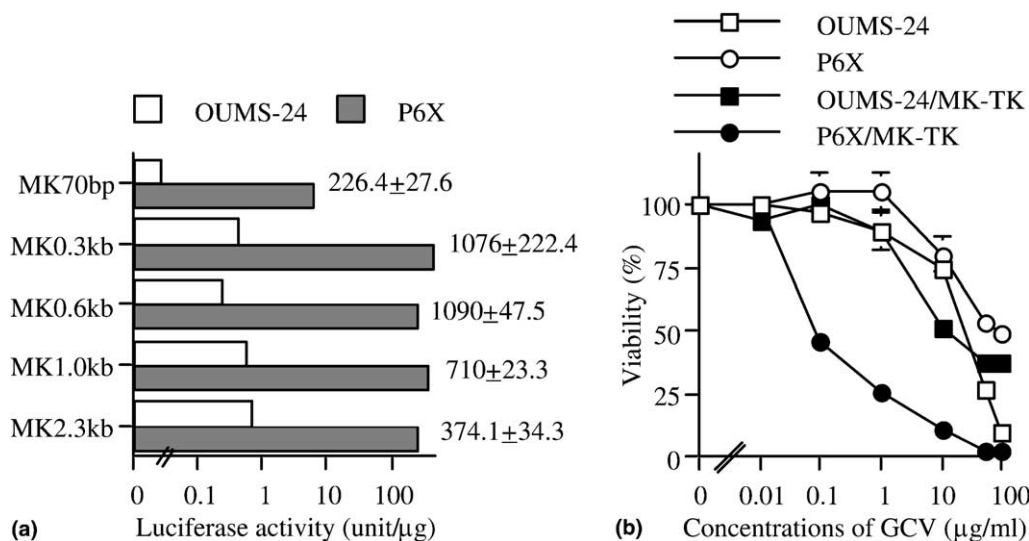 OUMS-24 P6X
MK70bp 226.4±27.6
MK0.3kb 1076±222.4
MK0.6kb 1090±47.5
MK1.0kb 710±23.3
MK2.3kb 374.1±34.3
0 0.1 1 10 100
(a) Luciferase activity (unit/µg)
OUMS-24
P6X
OUMS-24/MK-TK
P6X/MK-TK
Viability (%)
100
75
50
25
0
0 0.01 0.1 1 10 100
(b) Concentrations of GCV (µg/ml)